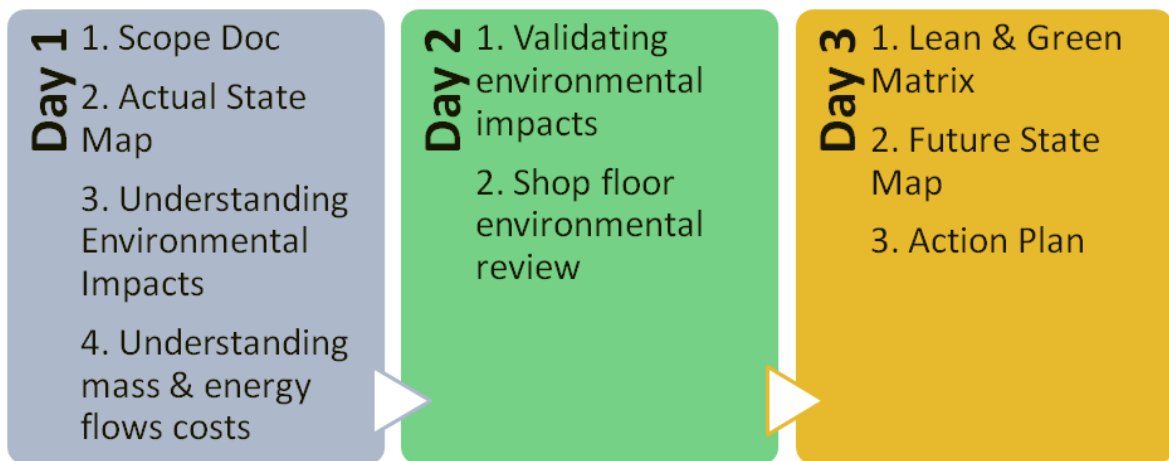 Day 1
1. Scope Doc
2. Actual State
Map
3. Understanding
Environmental
Impacts
4. Understanding
mass & energy
flows costs
Day 2
1. Validating
environmental
impacts
2. Shop floor
environmental
review
Day 3
1. Lean & Green
Matrix
2. Future State
Map
3. Action Plan